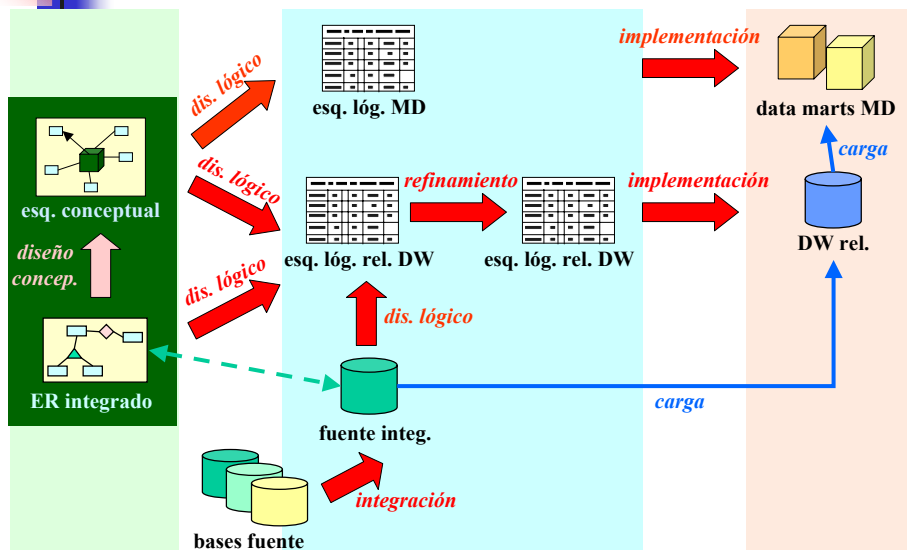 implementación
dis. lógico
esq. lóg. MD
data marts MD
carga
dis. lógico
refinamiento
implementación
esq. conceptual
esq. lóg. rel. DW
esq. lóg. rel. DW
DW rel.
diseño
concep.
dis. lógico
dis. lógico
ER integrado
carga
fuente integ.
integración
bases fuente